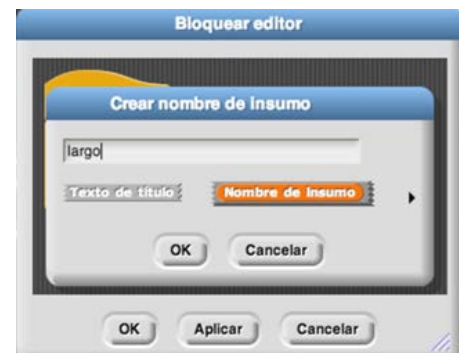 Bloquear editor
Crear nombre de insumo
largo
Texto de título Nombre de Insumo
OK Cancelar
OK Aplicar Cancelar